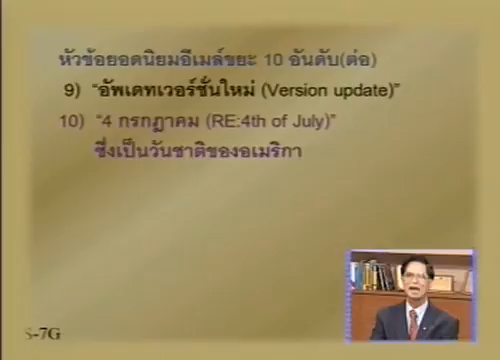 หัวข้อยอดนิยมอีเมล์ขยะ 10 อันดับ(ต่อ)
9) “อัพเดทเวอร์ชั่นใหม่ (Version update)”
10) “4 กรกฎาคม (RE:4th of July)”
ซึ่งเป็นวันชาติของอเมริกา
S-7G